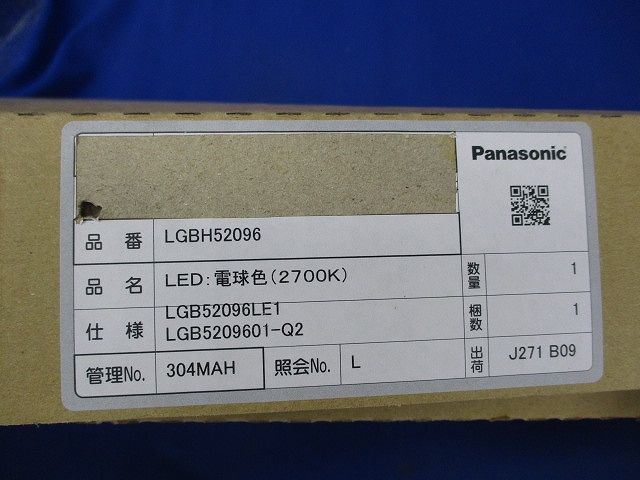 Panasonic
品 番 LGBH52096
品 名 LED:電球色(2700K) 数量 1
仕 様 LGB52096LE1 梱数 1
LGB5209601-Q2
管理No. 304MAH 照会No. L 出荷 J271 B09